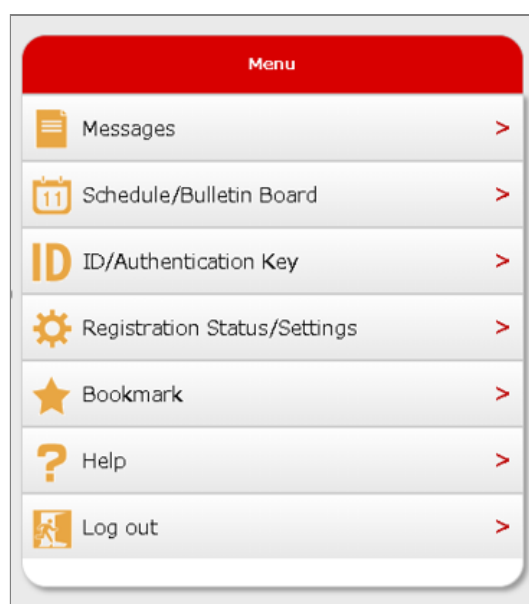 Menu
Messages >
11 Schedule/Bulletin Board >
ID ID/Authentication Key >
Registration Status/Settings >
Bookmark >
? Help >
Log out >